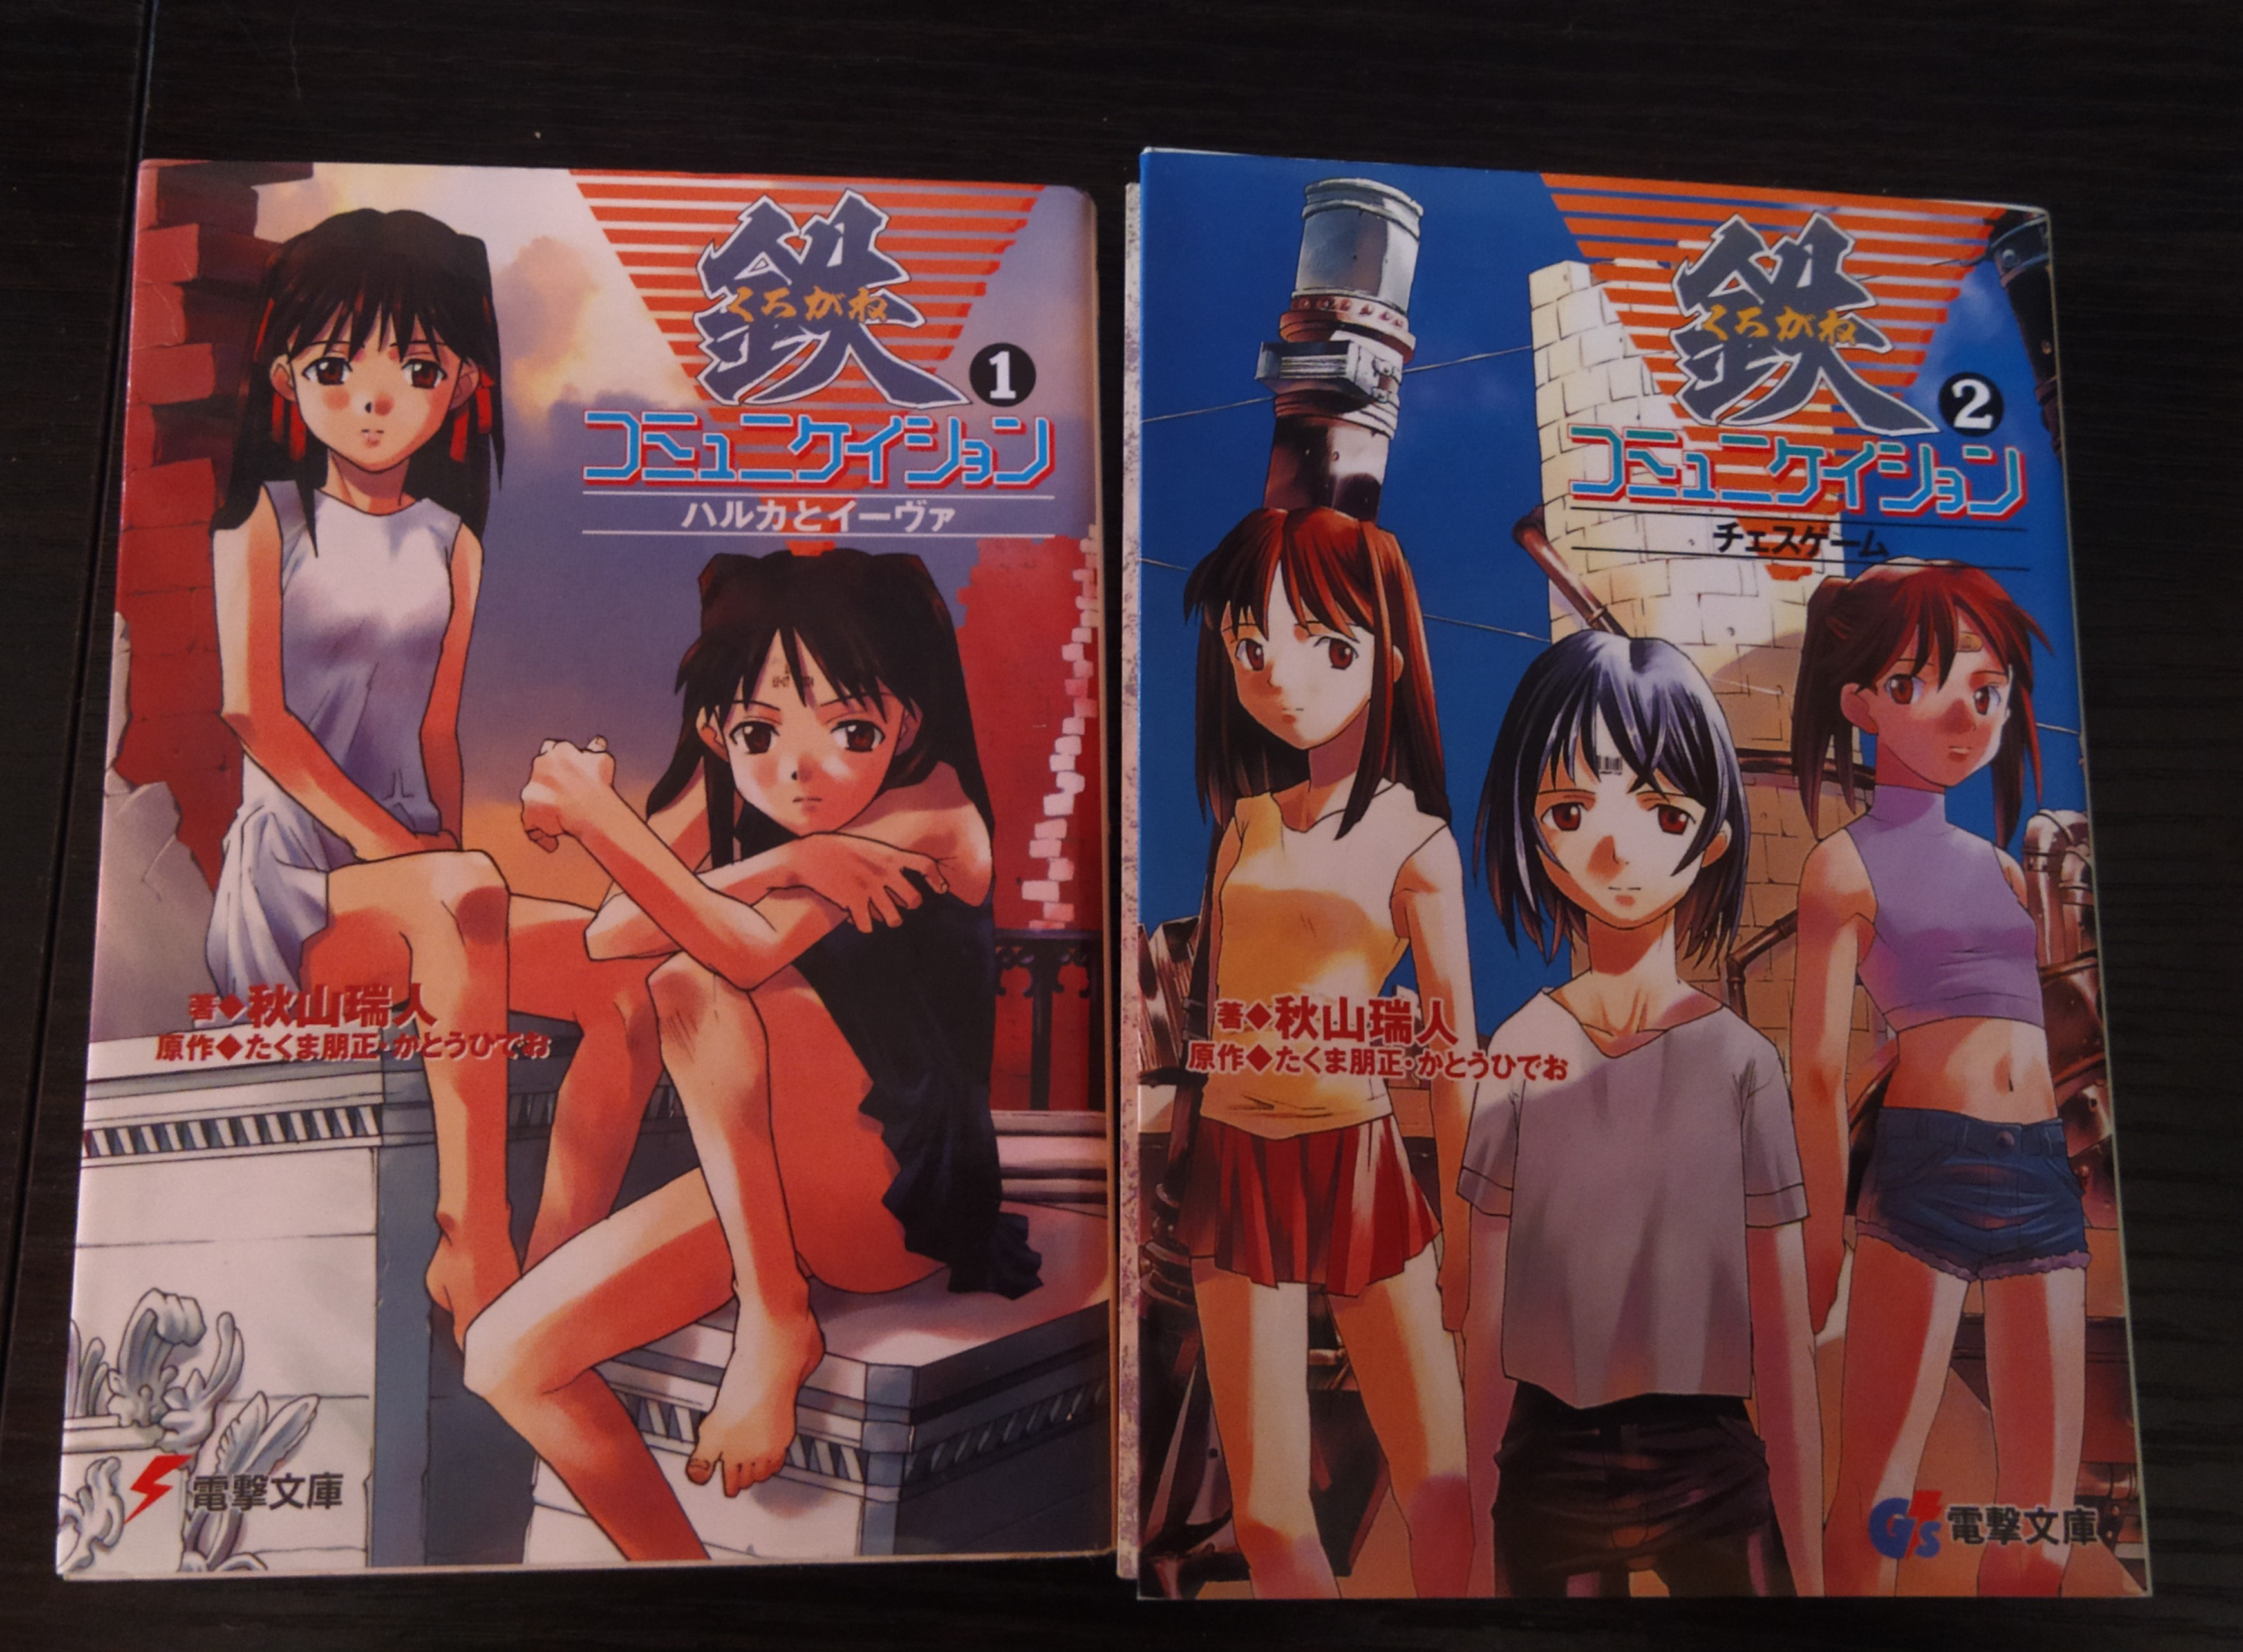 鉄
くろがね
1
コミュニケイション
ハルカとイーヴァ
著◆秋山瑞人
原作◆たくま朋正・かとうひでお
電撃文庫
鉄
くろがね
2
コミュニケイション
チェスゲーム
著◆秋山瑞人
原作◆たくま朋正・かとうひでお
G's電撃文庫